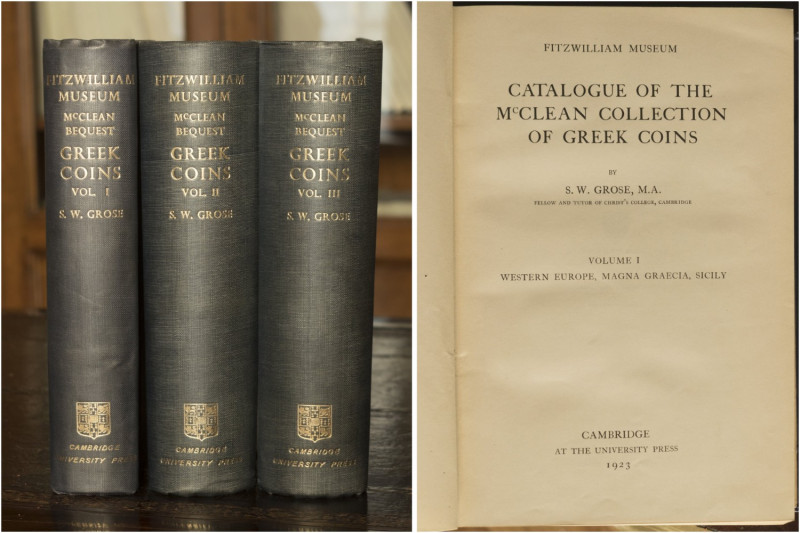 FITZWILLIAM
MUSEUM
McCLEAN
BEQUEST
GREEK
COINS
VOL. I
S. W. GROSE
CAMBRIDGE
UNIVERSITY PRESS
FITZWILLIAM
MUSEUM
McCLEAN
BEQUEST
GREEK
COINS
VOL. II
S. W. GROSE
CAMBRIDGE
UNIVERSITY PRESS
FITZWILLIAM
MUSEUM
McCLEAN
BEQUEST
GREEK
COINS
VOL. III
S. W. GROSE
CAMBRIDGE
UNIVERSITY PRESS
FITZWILLIAM MUSEUM
CATALOGUE OF THE
McCLEAN COLLECTION
OF GREEK COINS
BY
S. W. GROSE, M.A.
FELLOW AND TUTOR OF CHRIST'S COLLEGE, CAMBRIDGE
VOLUME I
WESTERN EUROPE, MAGNA GRAECIA, SICILY
CAMBRIDGE
AT THE UNIVERSITY PRESS
1923